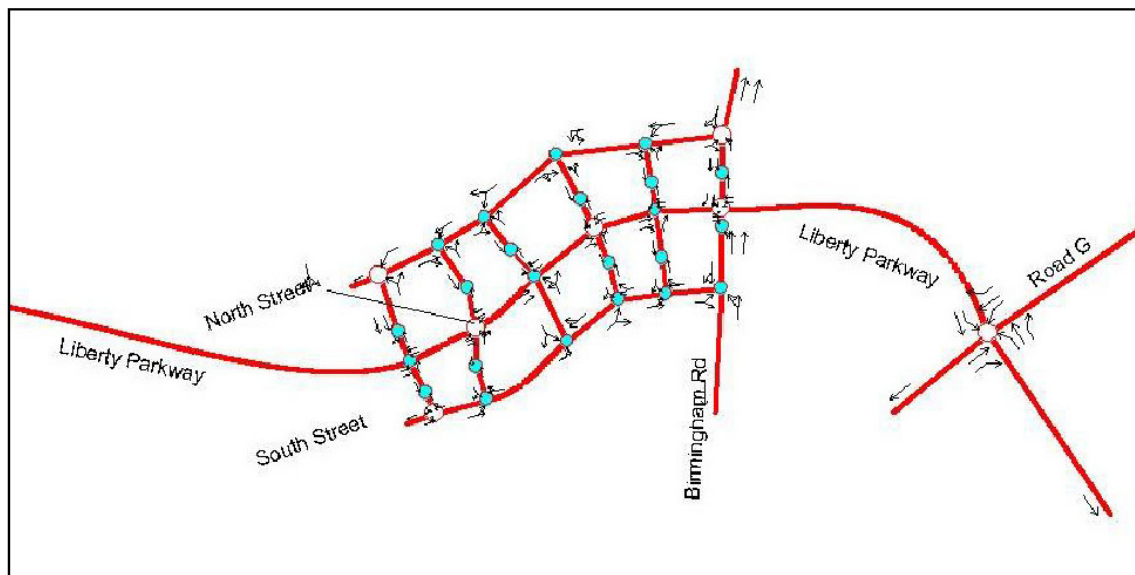 North Street
Liberty Parkway
South Street
Birmingham Rd
Liberty Parkway
Road G